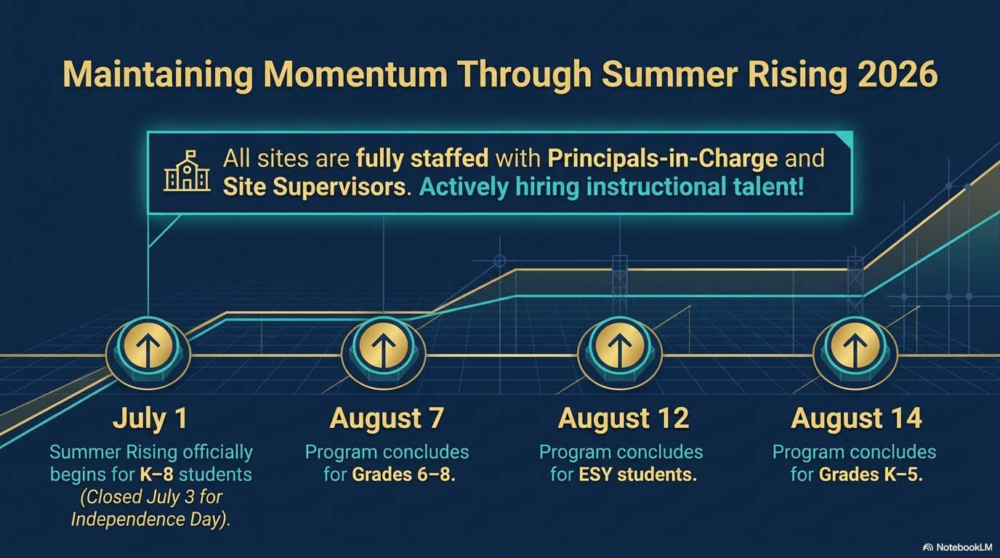 Maintaining Momentum Through Summer Rising 2026
All sites are fully staffed with Principals-in-Charge and
Site Supervisors. Actively hiring instructional talent!
July 1
Summer Rising officially
begins for K–8 students
(Closed July 3 for
Independence Day).
August 7
Program concludes
for Grades 6–8.
August 12
Program concludes
for ESY students.
August 14
Program concludes
for Grades K–5.
NotebookLM